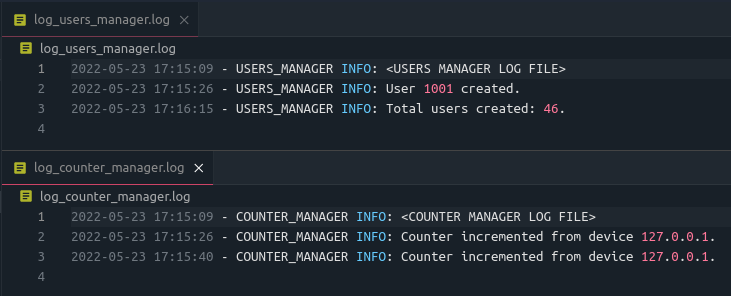 log_users_manager.log ×
log_users_manager.log
1 2022-05-23 17:15:09 - USERS_MANAGER INFO: <USERS MANAGER LOG FILE>
2 2022-05-23 17:15:26 - USERS_MANAGER INFO: User 1001 created.
3 2022-05-23 17:16:15 - USERS_MANAGER INFO: Total users created: 46.
4
log_counter_manager.log ×
log_counter_manager.log
1 2022-05-23 17:15:09 - COUNTER_MANAGER INFO: <COUNTER MANAGER LOG FILE>
2 2022-05-23 17:15:26 - COUNTER_MANAGER INFO: Counter incremented from device 127.0.0.1.
3 2022-05-23 17:15:40 - COUNTER_MANAGER INFO: Counter incremented from device 127.0.0.1.
4